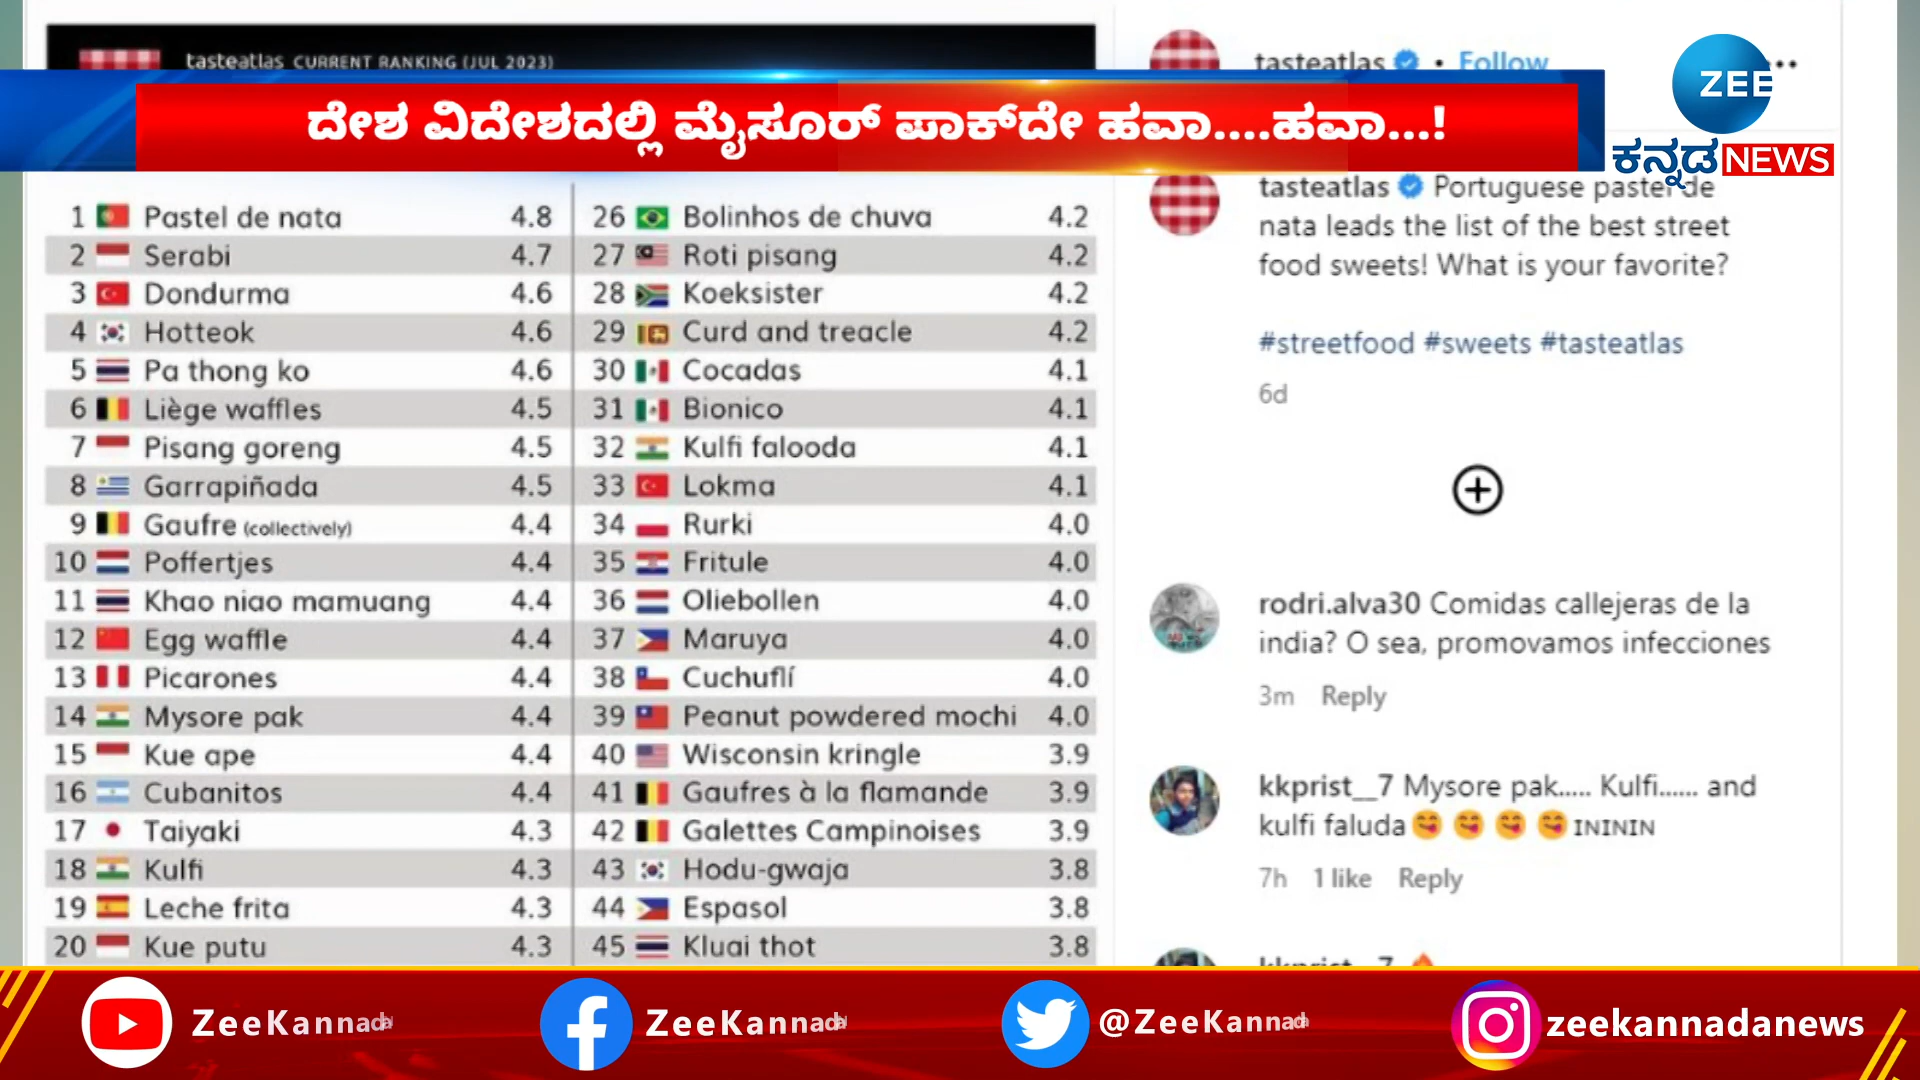 tasteatlas CURRENT RANKING (JUL 2023)
ದೇಶ ವಿದೇಶದಲ್ಲಿ ಮೈಸೂರ್ ಪಾಕ್‌ದೇ ಹವಾ....ಹವಾ...!
ZEE
ಕನ್ನಡ NEWS
1 Pastel de nata 4.8
2 Serabi 4.7
3 Dondurma 4.6
4 Hotteok 4.6
5 Pa thong ko 4.6
6 Liège waffles 4.5
7 Pisang goreng 4.5
8 Garrapiñada 4.5
9 Gaufre (collectively) 4.4
10 Poffertjes 4.4
11 Khao niao mamuang 4.4
12 Egg waffle 4.4
13 Picarones 4.4
14 Mysore pak 4.4
15 Kue ape 4.4
16 Cubanitos 4.4
17 Taiyaki 4.3
18 Kulfi 4.3
19 Leche frita 4.3
20 Kue putu 4.3
26 Bolinhos de chuva 4.2
27 Roti pisang 4.2
28 Koeksister 4.2
29 Curd and treacle 4.2
30 Cocadas 4.1
31 Bionico 4.1
32 Kulfi falooda 4.1
33 Lokma 4.1
34 Rurki 4.0
35 Fritule 4.0
36 Oliebollen 4.0
37 Maruya 4.0
38 Cuchuflí 4.0
39 Peanut powdered mochi 4.0
40 Wisconsin kringle 3.9
41 Gaufres à la flamande 3.9
42 Galettes Campinoises 3.9
43 Hodu-gwaja 3.8
44 Espasol 3.8
45 Kluai thot 3.8
tasteatlas • Follow
tasteatlas Portuguese pastel de
nata leads the list of the best street
food sweets! What is your favorite?
#streetfood #sweets #tasteatlas
6d
rodri.alva30 Comidas callejeras de la
india? O sea, promovamos infecciones
3m Reply
kkprist__7 Mysore pak..... Kulfi...... and
kulfi faluda😋 😋 😋 😋 INININ
7h 1 like Reply
kkprist__7 🔥
ZeeKannada
ZeeKannada
@ZeeKannada
zeekannadanews